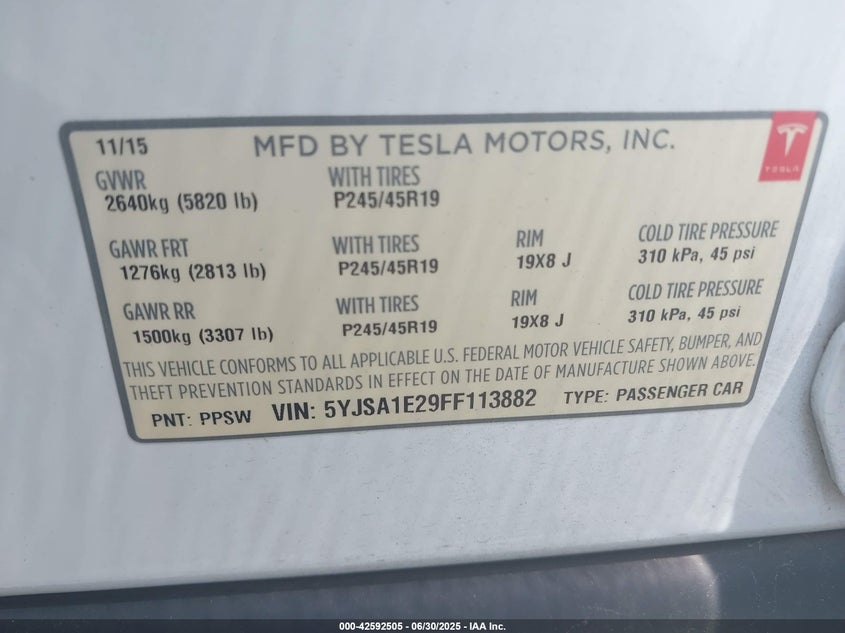 11/15 MFD BY TESLA MOTORS, INC.
TESLA
GVWR WITH TIRES
2640kg (5820 lb) P245/45R19
GAWR FRT WITH TIRES RIM COLD TIRE PRESSURE
1276kg (2813 lb) P245/45R19 19X8 J 310 kPa, 45 psi
GAWR RR WITH TIRES RIM COLD TIRE PRESSURE
1500kg (3307 lb) P245/45R19 19X8 J 310 kPa, 45 psi
THIS VEHICLE CONFORMS TO ALL APPLICABLE U.S. FEDERAL MOTOR VEHICLE SAFETY, BUMPER, AND
THEFT PREVENTION STANDARDS IN EFFECT ON THE DATE OF MANUFACTURE SHOWN ABOVE.
PNT: PPSW VIN: 5YJSA1E29FF113882 TYPE: PASSENGER CAR
000-42592505 - 06/30/2025 - IAA Inc.